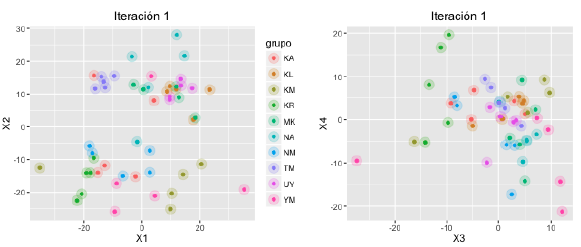 Iteración 1
30
20
10
0
-10
-20
X2
-20
0
20
X1
grupo
KA
KL
KM
KR
MK
NA
NM
TM
UY
YM
Iteración 1
20
10
0
-10
-20
X4
-20
-10
0
10
X3